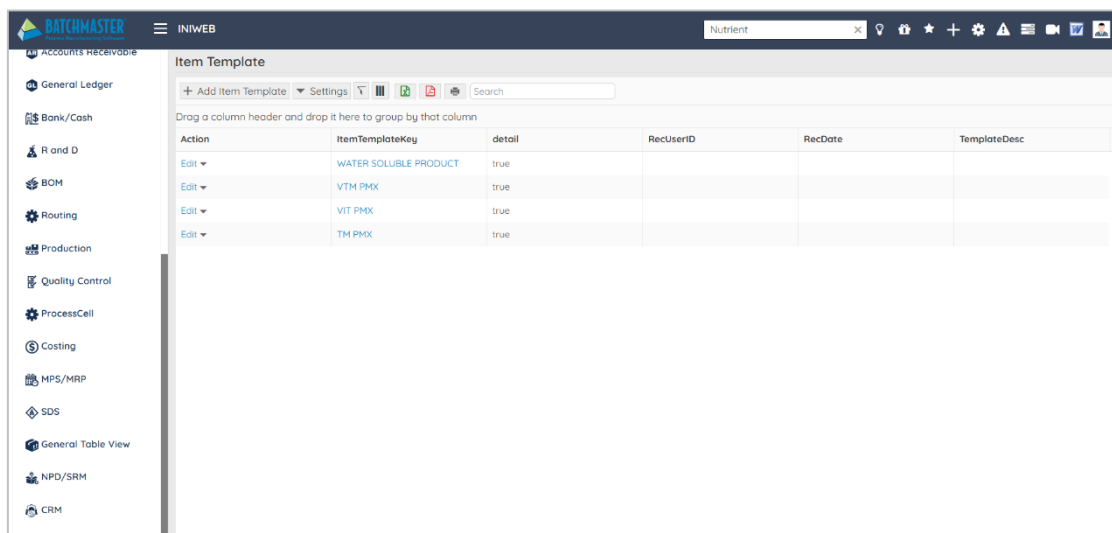 BATCHMASTER
INIWEB
Nutrient
Accounts Receivable
General Ledger
Bank/Cash
R and D
BOM
Routing
Production
Quality Control
ProcessCell
Costing
MPS/MRP
SDS
General Table View
NPD/SRM
CRM
Item Template
+ Add Item Template Settings Search
Drag a column header and drop it here to group by that column
Action ItemTemplateKey detail RecUserID RecDate TemplateDesc
Edit WATER SOLUBLE PRODUCT true
Edit VTM PMX true
Edit VIT PMX true
Edit TM PMX true